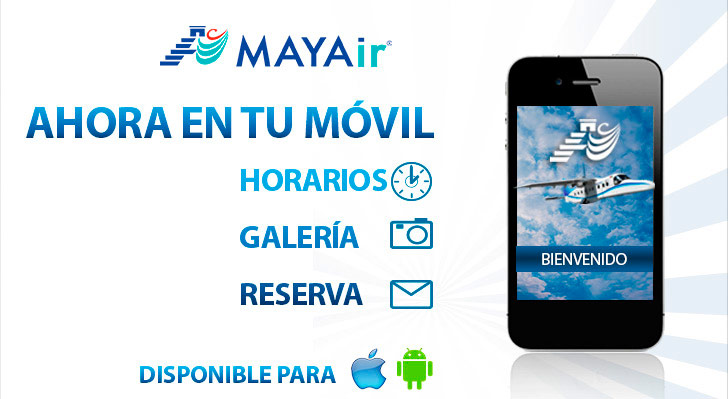 MAYAir®
AHORA EN TU MÓVIL
HORARIOS
GALERÍA
RESERVA
DISPONIBLE PARA
BIENVENIDO